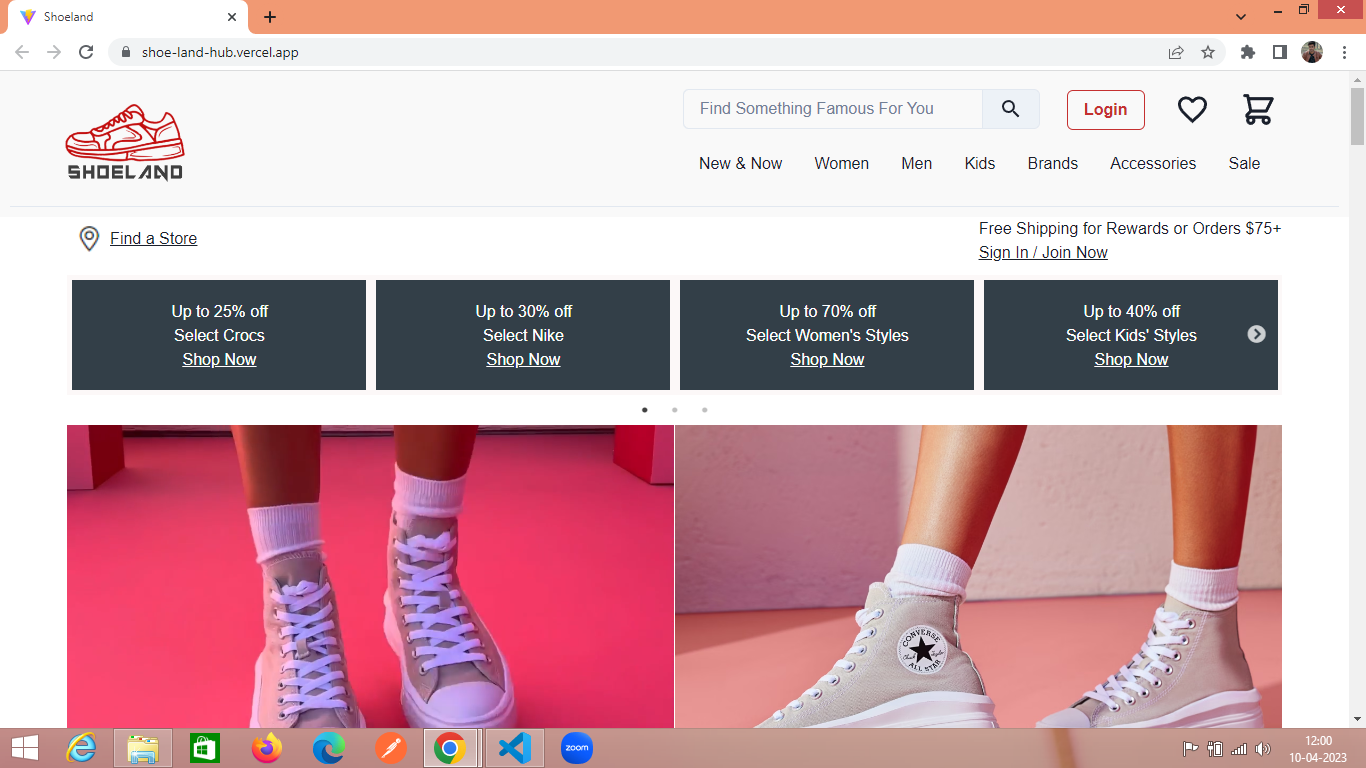 Shoeland
shoe-land-hub.vercel.app
SHOELAND
Find Something Famous For You
Login
New & Now Women Men Kids Brands Accessories Sale
Find a Store
Free Shipping for Rewards or Orders $75+
Sign In / Join Now
Up to 25% off
Select Crocs
Shop Now
Up to 30% off
Select Nike
Shop Now
Up to 70% off
Select Women's Styles
Shop Now
Up to 40% off
Select Kids' Styles
Shop Now
CONVERSE
ALL STAR
zoom
12:00
10-04-2023